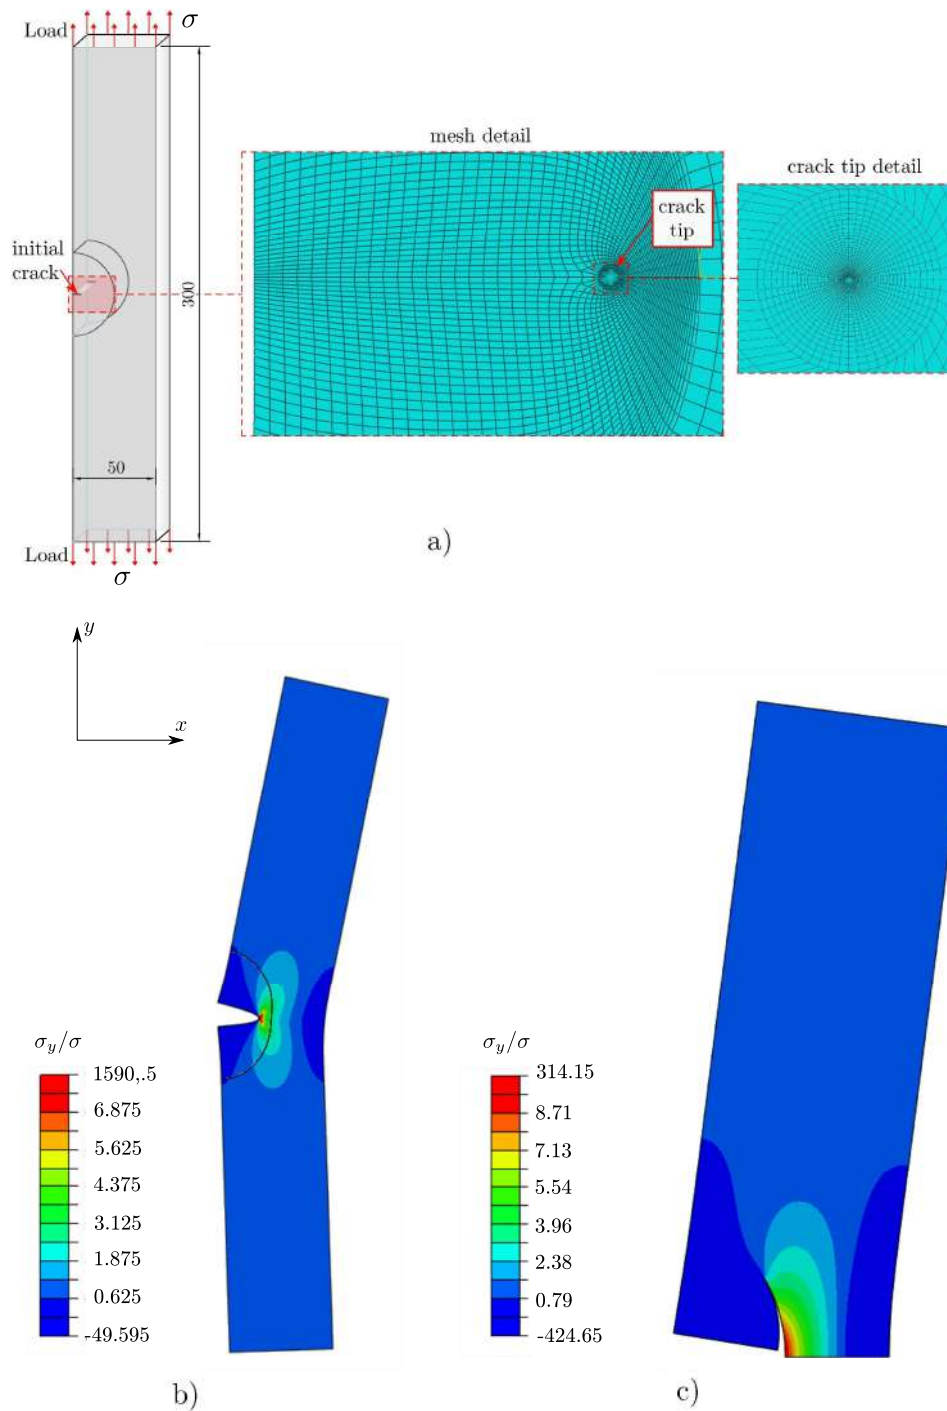 Load
σ
mesh detail
crack tip detail
crack
tip
initial
crack
300
50
Load
σ
a)
y
x
σy/σ
1590,.5
6.875
5.625
4.375
3.125
1.875
0.625
-49.595
σy/σ
314.15
8.71
7.13
5.54
3.96
2.38
0.79
-424.65
b)
c)